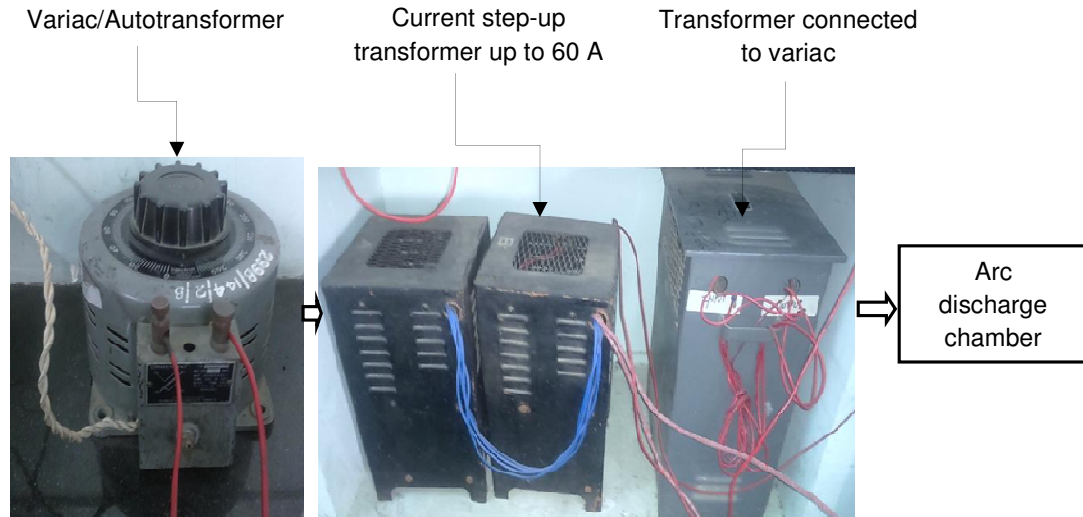 Variac/Autotransformer
Current step-up
transformer up to 60 A
Transformer connected
to variac
Arc
discharge
chamber